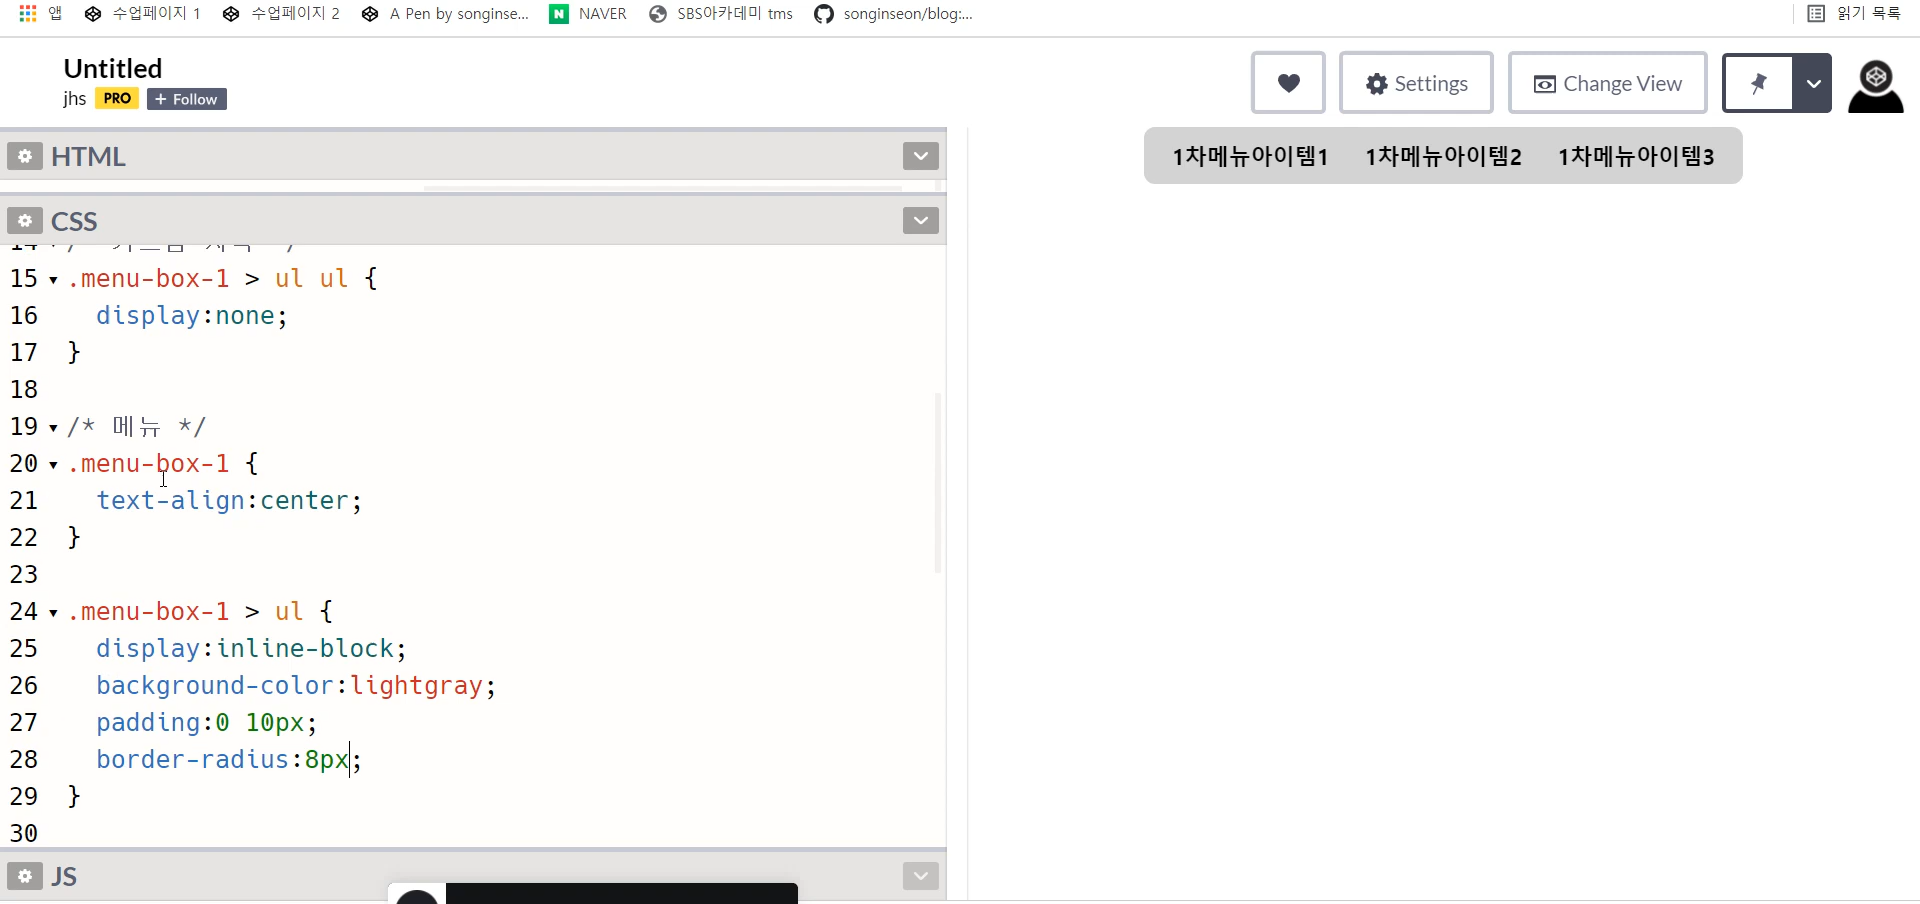 앱 수업페이지 1 수업페이지 2 A Pen by songinse... N NAVER SBS아카데미 tms songinseon/blog:... 읽기 목록
Untitled
jhs PRO + Follow
Settings Change View
HTML
1차메뉴아이템1 1차메뉴아이템2 1차메뉴아이템3
CSS
15 .menu-box-1 > ul ul {
16 display:none;
17 }
18
19 /* 메뉴 */
20 .menu-box-1 {
21 text-align:center;
22 }
23
24 .menu-box-1 > ul {
25 display:inline-block;
26 background-color:lightgray;
27 padding:0 10px;
28 border-radius:8px;
29 }
30
JS